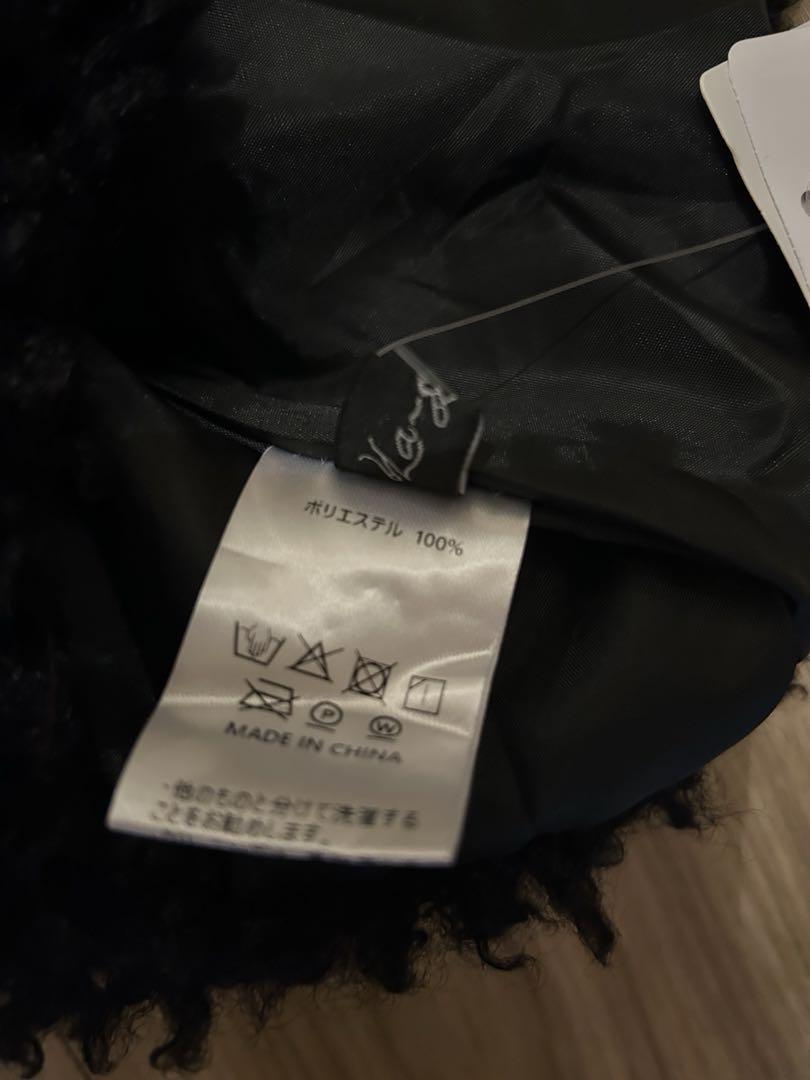 ポリエステル 100%
P
W
MADE IN CHINA
・他のものと分けて洗濯する
ことをお勧めします。